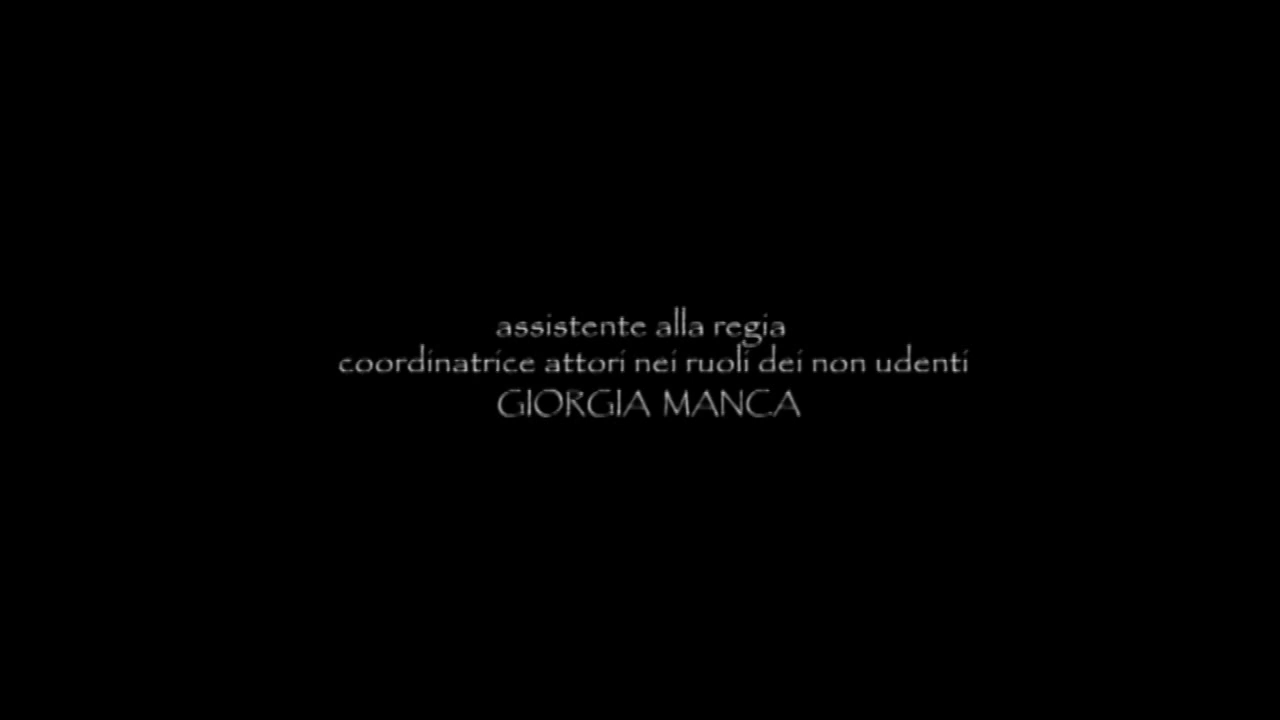 assistente alla regia
coordinatrice attori nei ruoli dei non udenti
GIORGIA MANCA